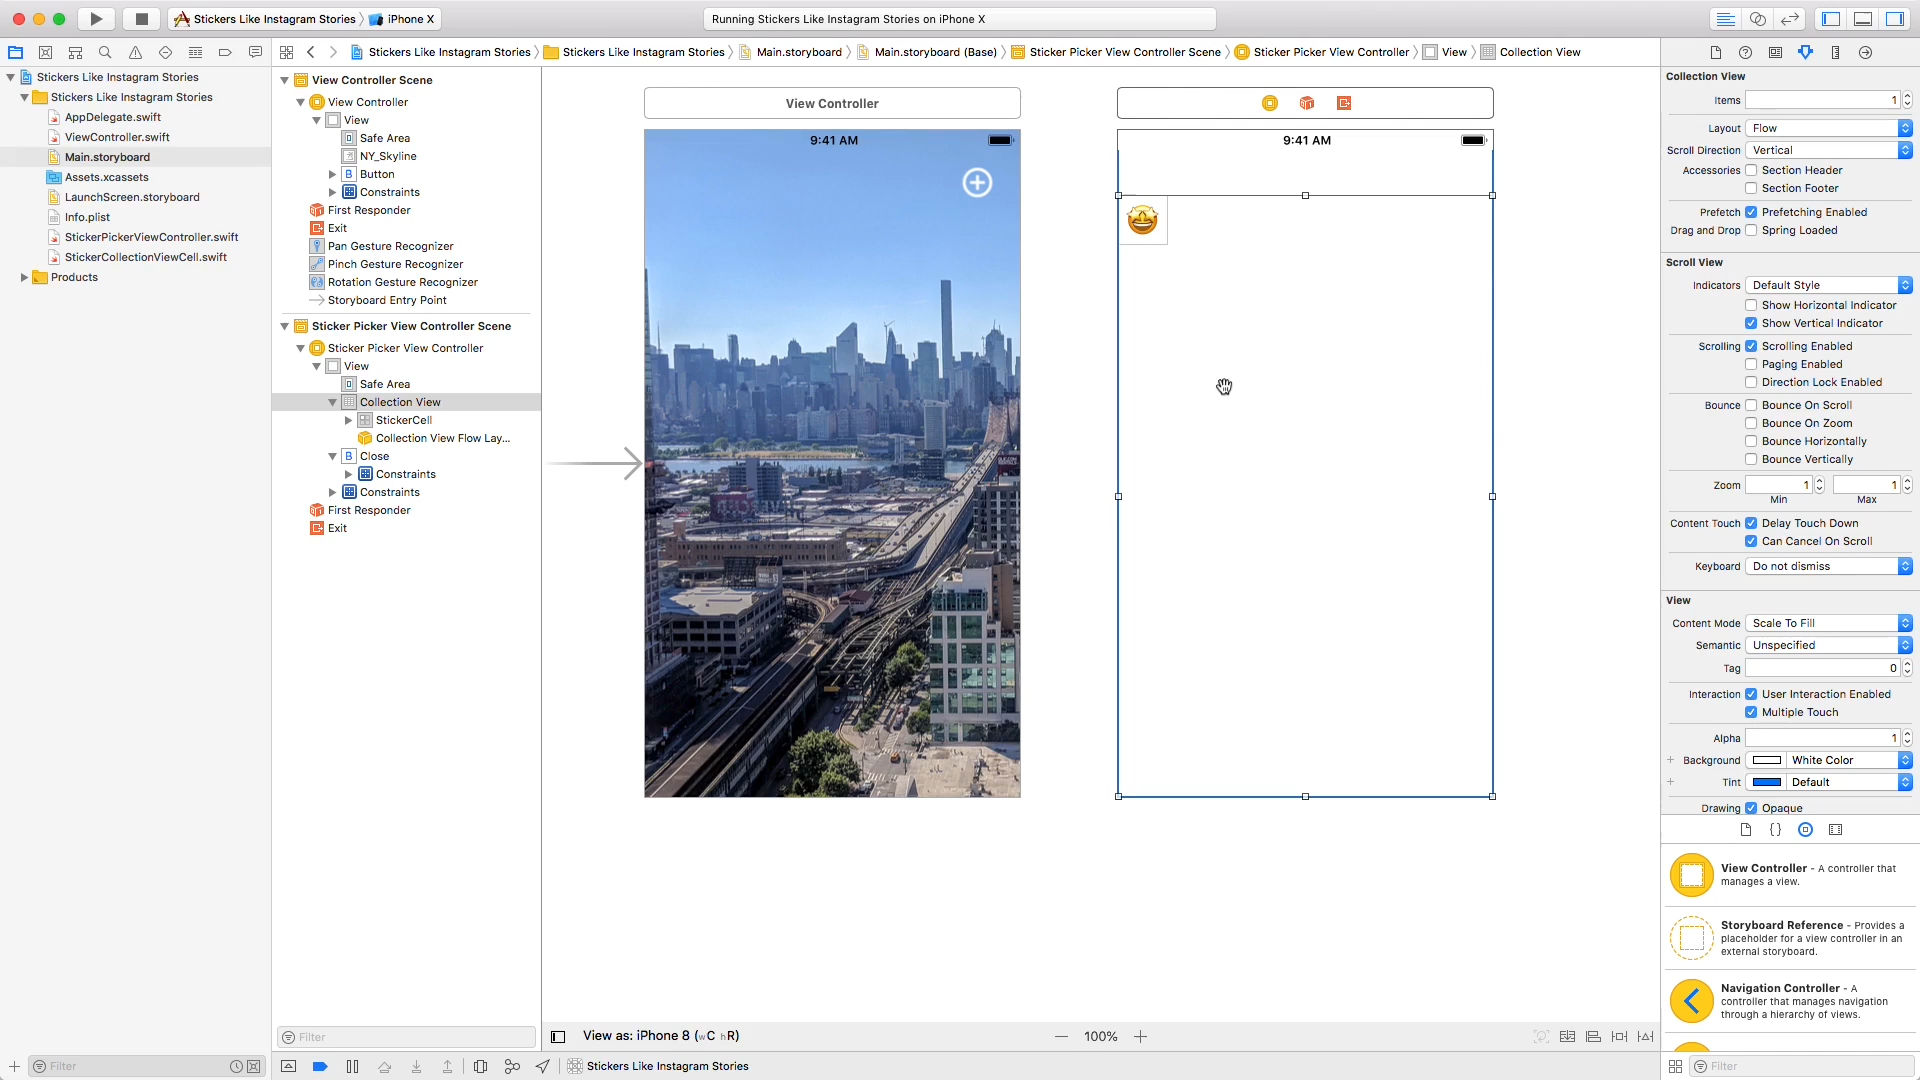 Stickers Like Instagram Stories
iPhone X
Running Stickers Like Instagram Stories on iPhone X
Stickers Like Instagram Stories
Stickers Like Instagram Stories
Main.storyboard
Main.storyboard (Base)
Sticker Picker View Controller Scene
Sticker Picker View Controller
View
Collection View
Stickers Like Instagram Stories
Stickers Like Instagram Stories
AppDelegate.swift
ViewController.swift
Main.storyboard
Assets.xcassets
LaunchScreen.storyboard
Info.plist
StickerPickerViewController.swift
StickerCollectionViewCell.swift
Products
Filter
View Controller Scene
View Controller
View
Safe Area
NY_Skyline
B Button
Constraints
First Responder
Exit
Pan Gesture Recognizer
Pinch Gesture Recognizer
Rotation Gesture Recognizer
Storyboard Entry Point
Sticker Picker View Controller Scene
Sticker Picker View Controller
View
Safe Area
Collection View
StickerCell
Collection View Flow Lay...
B Close
Constraints
Constraints
First Responder
Exit
Filter
View Controller
9:41 AM
9:41 AM
View as: iPhone 8 (wC hR)
100%
Stickers Like Instagram Stories
Collection View
Items 1
Layout Flow
Scroll Direction Vertical
Accessories Section Header
Section Footer
Prefetch Prefetching Enabled
Drag and Drop Spring Loaded
Scroll View
Indicators Default Style
Show Horizontal Indicator
Show Vertical Indicator
Scrolling Scrolling Enabled
Paging Enabled
Direction Lock Enabled
Bounce Bounce On Scroll
Bounce On Zoom
Bounce Horizontally
Bounce Vertically
Zoom 1 1
Min Max
Content Touch Delay Touch Down
Can Cancel On Scroll
Keyboard Do not dismiss
View
Content Mode Scale To Fill
Semantic Unspecified
Tag 0
Interaction User Interaction Enabled
Multiple Touch
Alpha 1
Background White Color
Tint Default
Drawing Opaque
View Controller - A controller that
manages a view.
Storyboard Reference - Provides a
placeholder for a view controller in an
external storyboard.
Navigation Controller - A
controller that manages navigation
through a hierarchy of views.
Filter